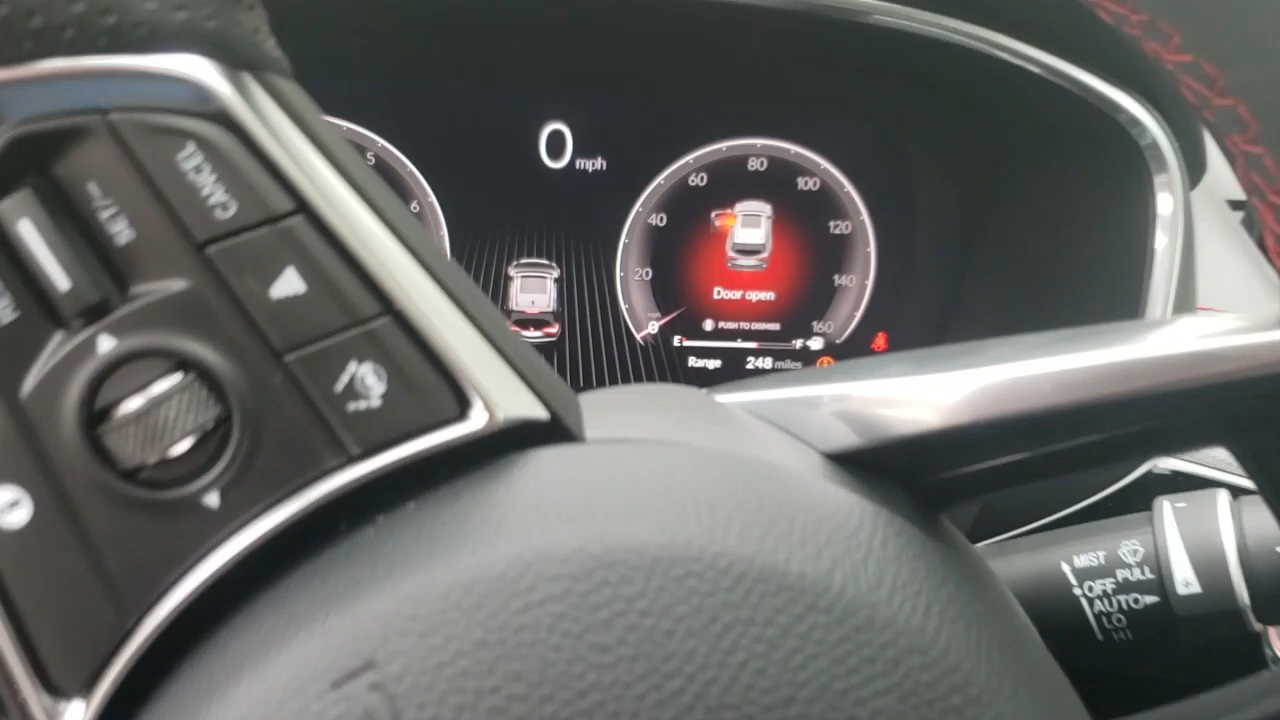 0 mph
5
6
20
40
60
80
100
120
140
160
0
Door open
PUSH TO DISMISS
E
F
Range 248 miles
CANCEL
SET/—
MIST
OFF PULL
AUTO
LO
HI